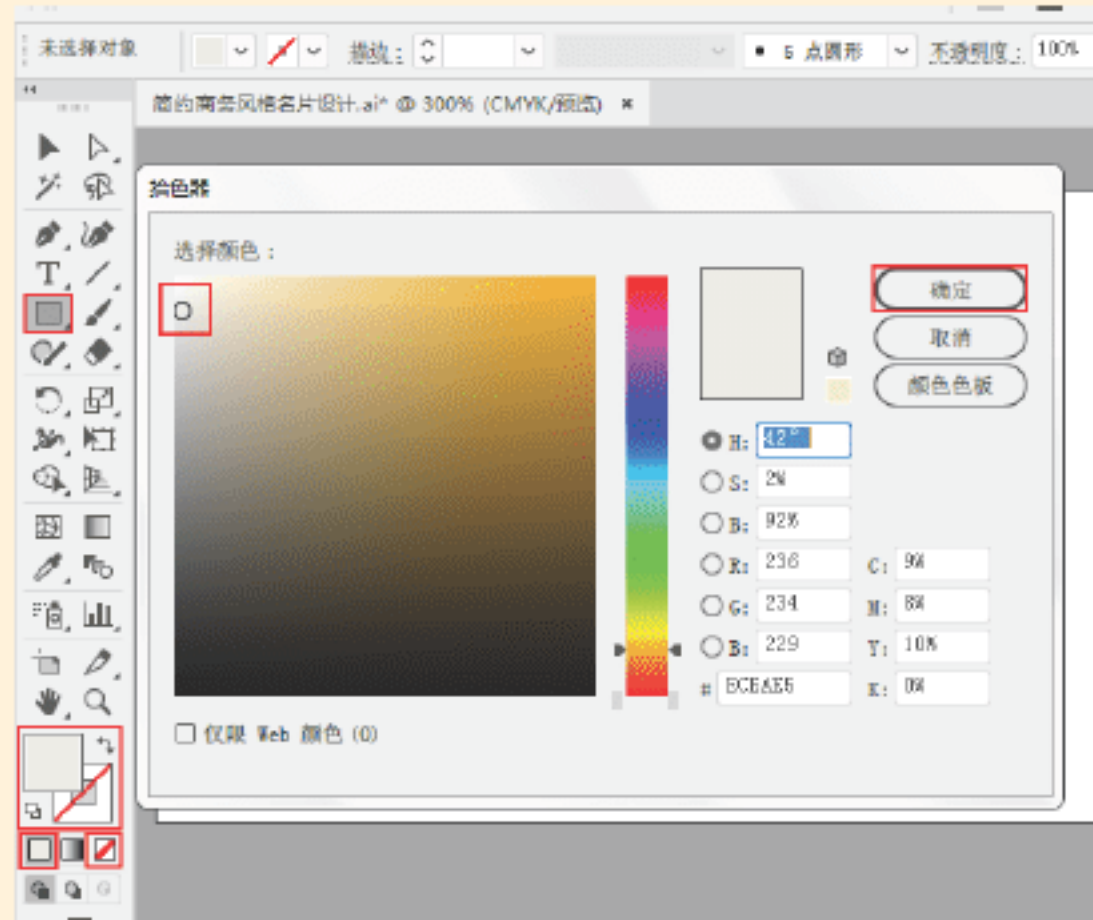 未选择对象 描边： 5 点圆形 不透明度： 100%
简约商务风格名片设计.ai* @ 300% (CMYK/预览) ×
拾色器
选择颜色：
确定
取消
颜色色板
H: 42°
S: 2%
B: 92%
R: 236 C: 9%
G: 234 M: 8%
B: 229 Y: 10%
# ECEAE5 K: 0%
仅限 Web 颜色 (O)
T